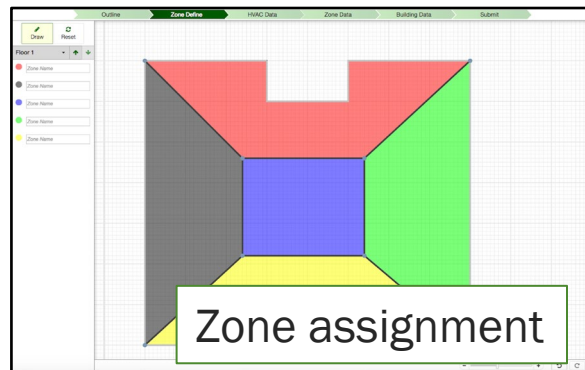 Outline Zone Define HVAC Data Zone Data Building Data Submit
Draw Reset
Floor 1
Zone Name
Zone Name
Zone Name
Zone Name
Zone Name
Zone assignment